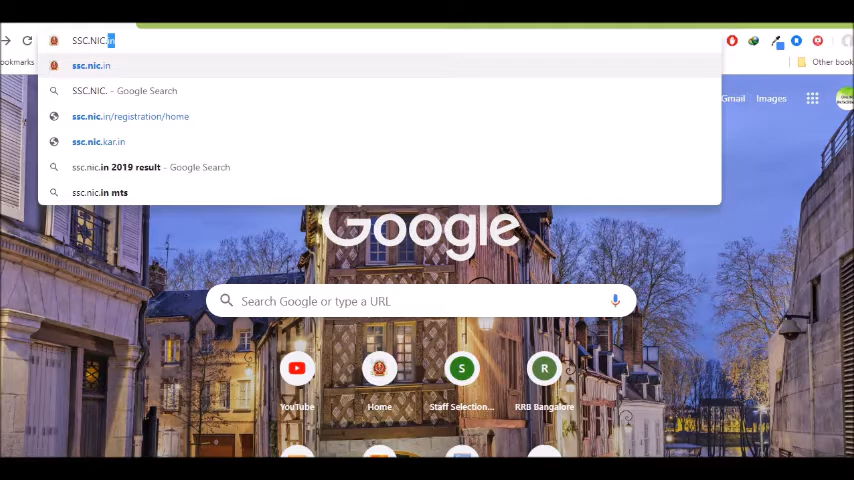 SSC.NIC.in
ookmarks
Other book
ssc.nic.in
SSC.NIC. - Google Search
ssc.nic.in/registration/home
ssc.nic.kar.in
ssc.nic.in 2019 result - Google Search
ssc.nic.in mts
Gmail Images
Google
Search Google or type a URL
S
R
YouTube
Home
Staff Selection...
RRB Bangalore